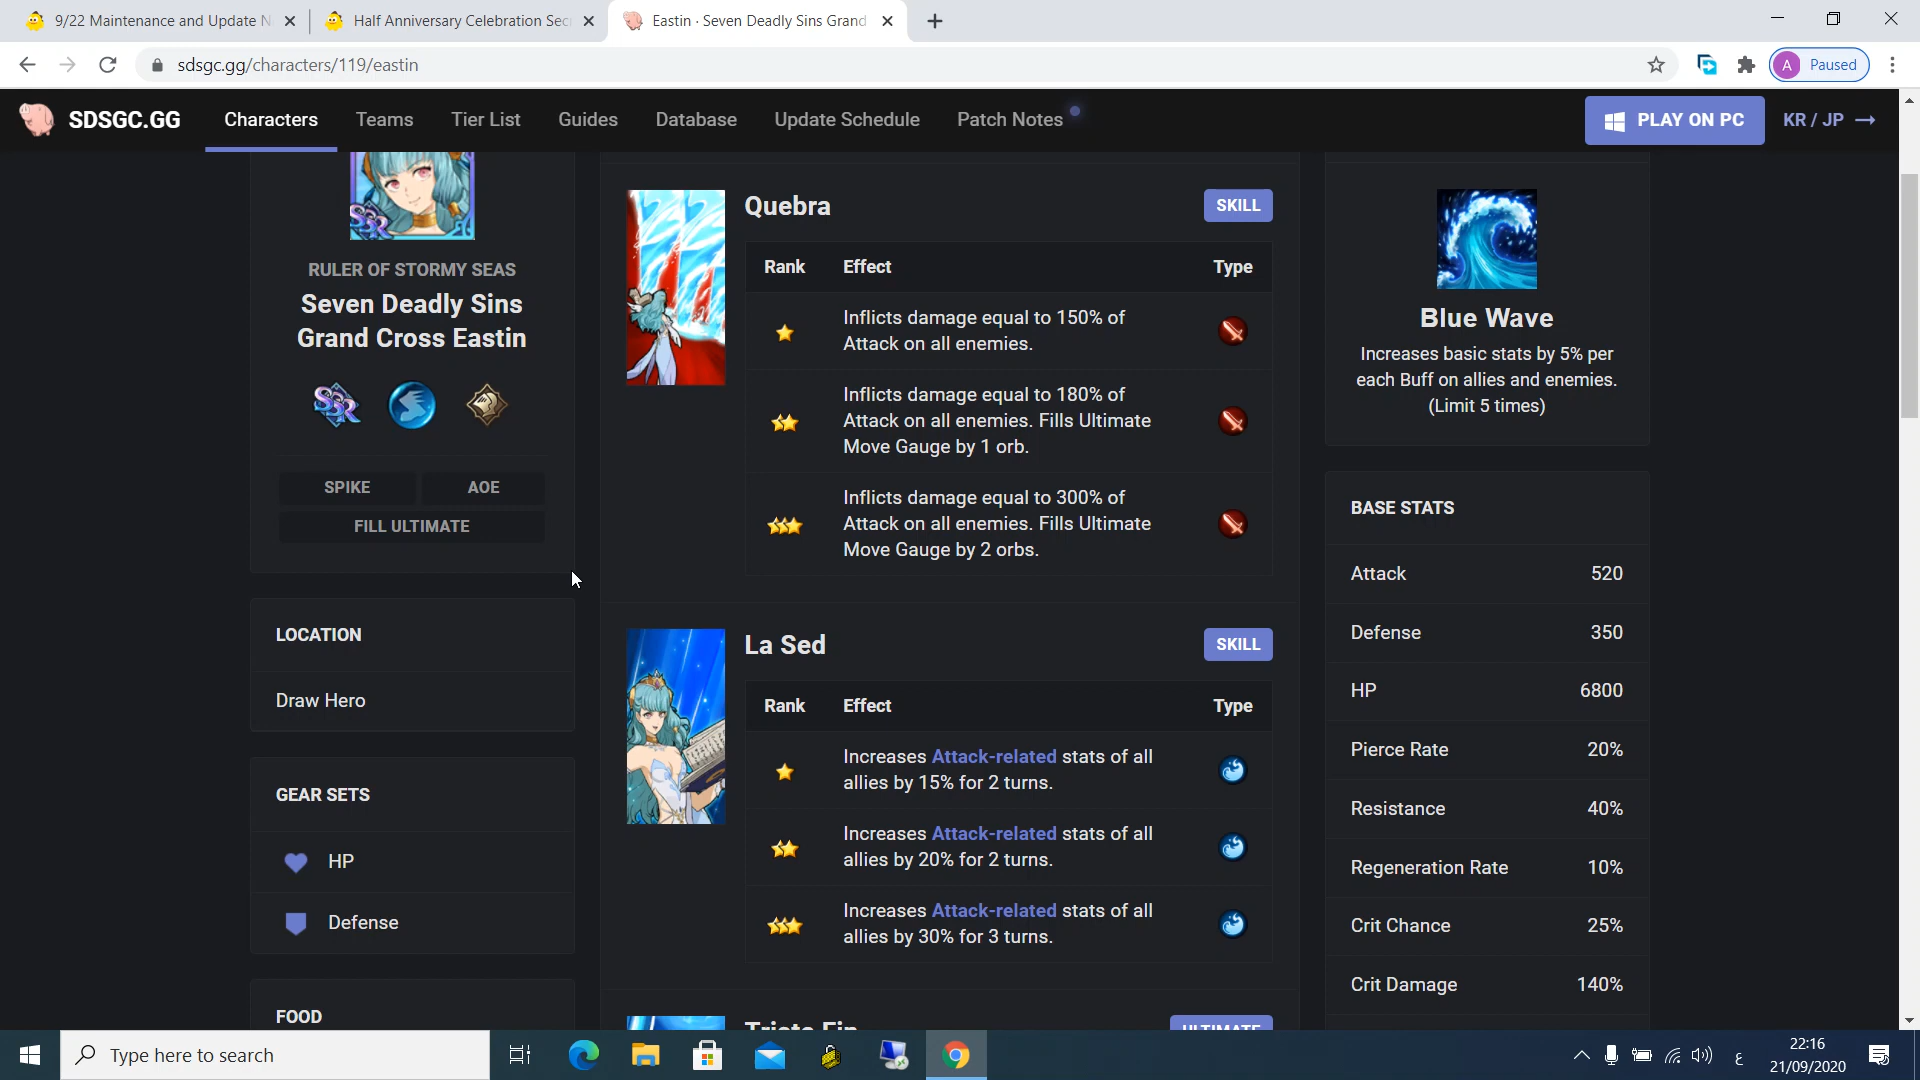 9/22 Maintenance and Update N
Half Anniversary Celebration Sec
Eastin · Seven Deadly Sins Grand
sdsgc.gg/characters/119/eastin
A Paused
SDSGC.GG
Characters
Teams
Tier List
Guides
Database
Update Schedule
Patch Notes
PLAY ON PC
KR / JP →
SSR
RULER OF STORMY SEAS
Seven Deadly Sins
Grand Cross Eastin
SSR
SPIKE
AOE
FILL ULTIMATE
LOCATION
Draw Hero
GEAR SETS
HP
Defense
FOOD
Quebra
SKILL
Rank Effect Type
Inflicts damage equal to 150% of
Attack on all enemies.
Inflicts damage equal to 180% of
Attack on all enemies. Fills Ultimate
Move Gauge by 1 orb.
Inflicts damage equal to 300% of
Attack on all enemies. Fills Ultimate
Move Gauge by 2 orbs.
La Sed
SKILL
Rank Effect Type
Increases Attack-related stats of all
allies by 15% for 2 turns.
Increases Attack-related stats of all
allies by 20% for 2 turns.
Increases Attack-related stats of all
allies by 30% for 3 turns.
ULTIMATE
Blue Wave
Increases basic stats by 5% per
each Buff on allies and enemies.
(Limit 5 times)
BASE STATS
Attack 520
Defense 350
HP 6800
Pierce Rate 20%
Resistance 40%
Regeneration Rate 10%
Crit Chance 25%
Crit Damage 140%
Type here to search
ع
22:16
21/09/2020